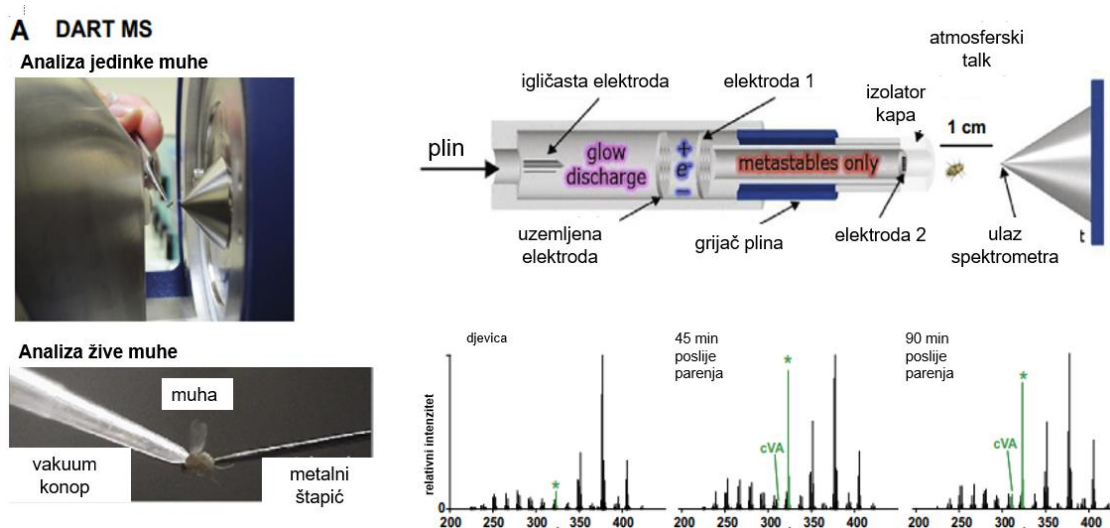 A DART MS
Analiza jedinke muhe
igličasta elektroda
elektroda 1
atmosferski
talk
izolator
kapa
1 cm
plin
glow
discharge
+
e⁻
–
metastables only
uzemljena
elektroda
grijač plina
elektroda 2
ulaz
spektrometra
t
Analiza žive muhe
muha
vakuum
konop
metalni
štapić
relativni intenzitet
djevica
1
0
*
200 250 300 350 400
45 min
poslije
parenja
*
cVA
200 250 300 350 400
90 min
poslije
parenja
*
cVA
200 250 300 350 400